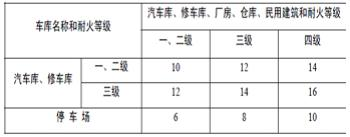 车库名称和耐火等级
汽车库、修车库、厂房、仓库、民用建筑和耐火等级
一、二级 三级 四级
汽车库、修车库
一、二级 10 12 14
三级 12 14 16
停车场 6 8 10